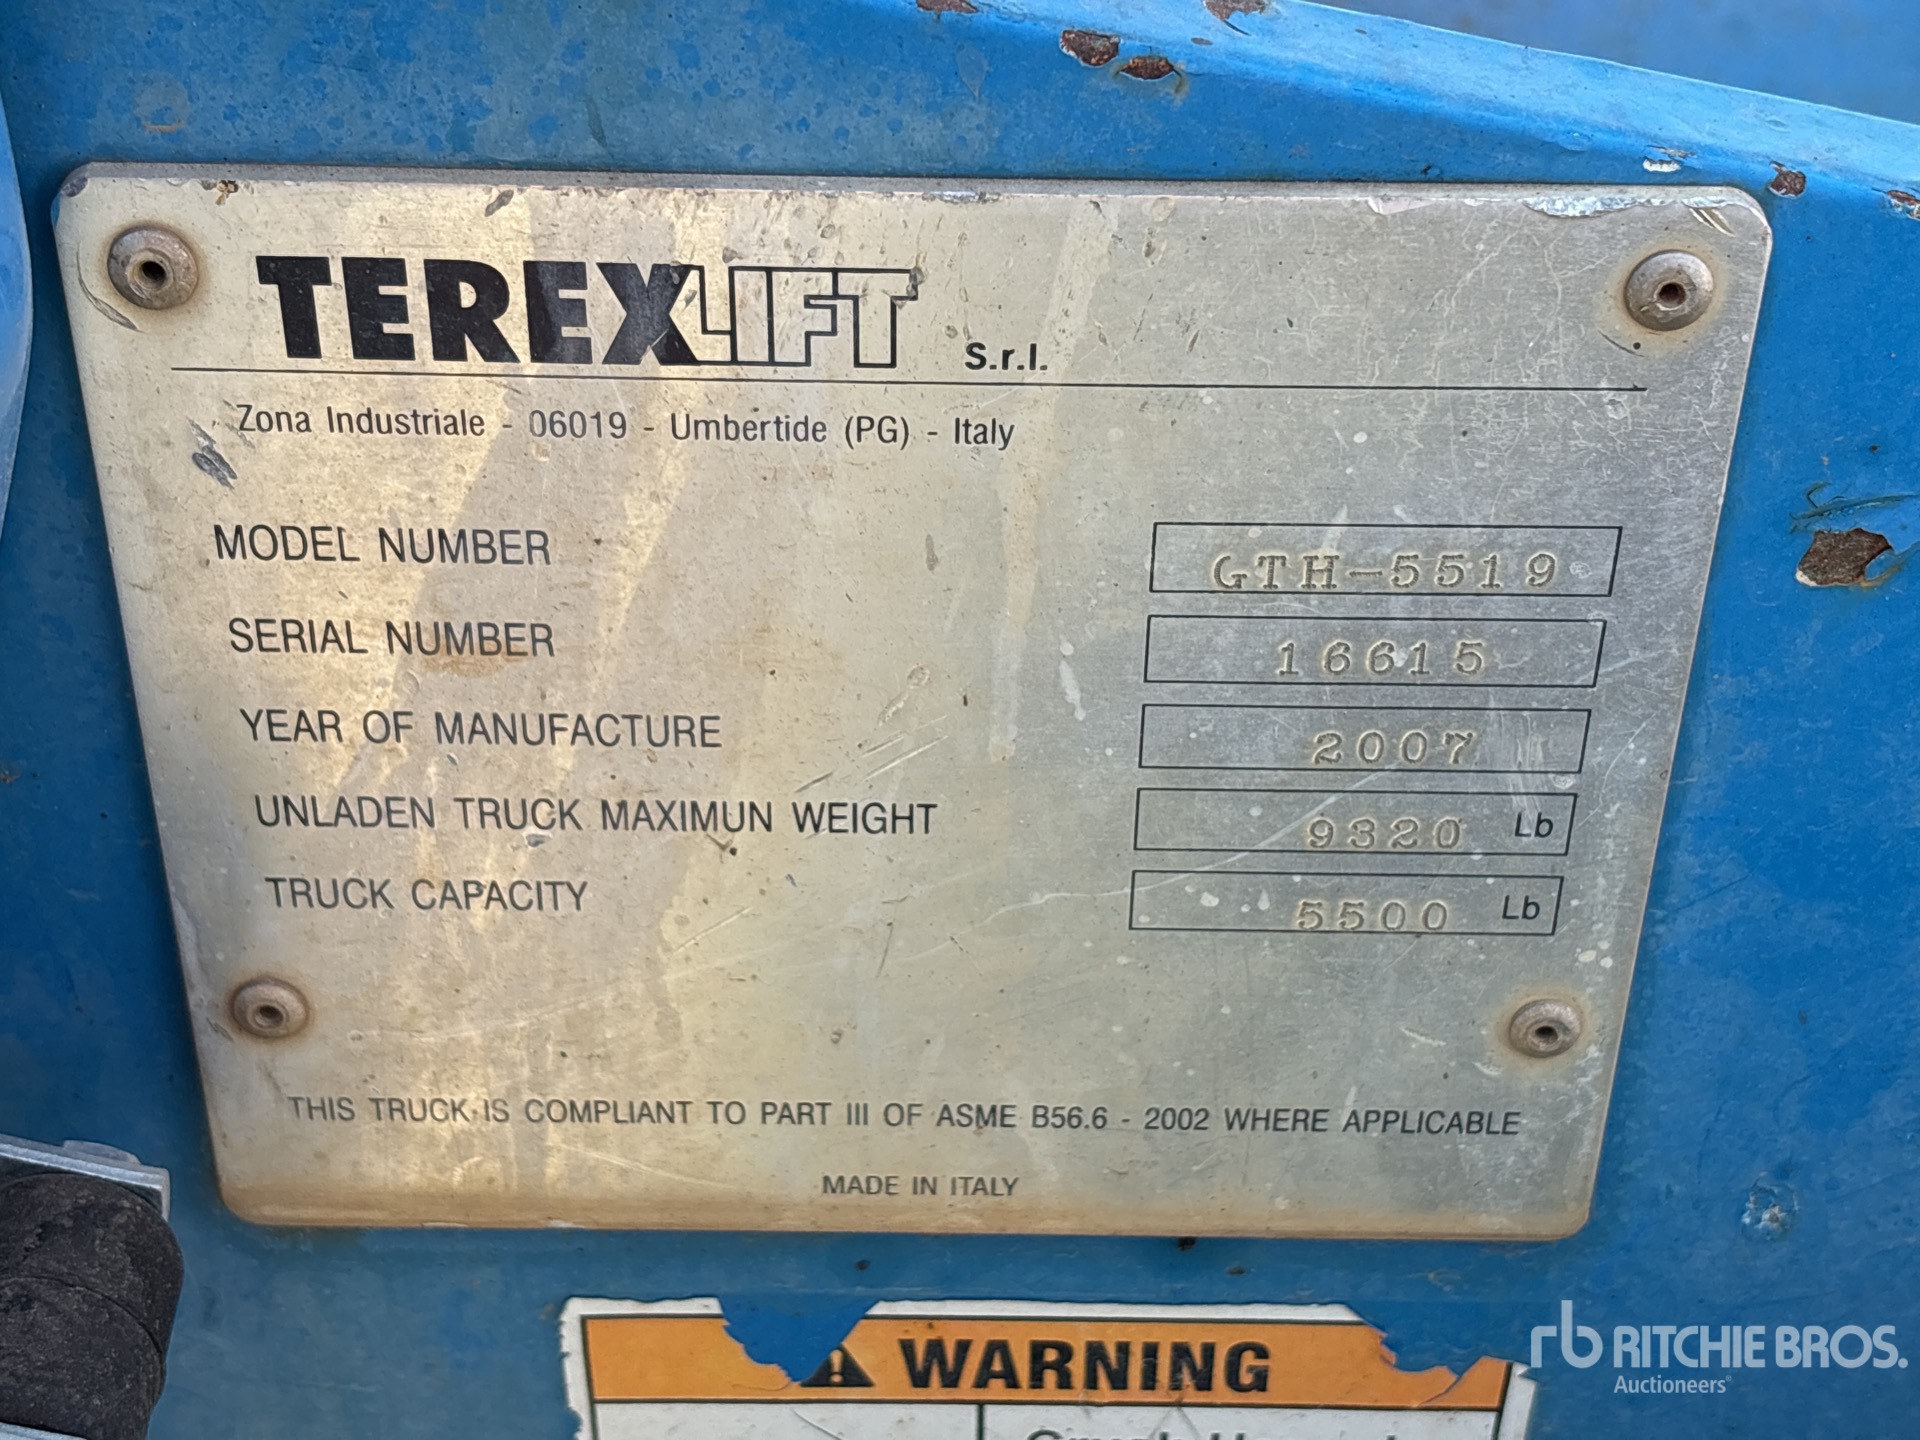 TEREXLIFT S.r.l.
Zona Industriale - 06019 - Umbertide (PG) - Italy
MODEL NUMBER GTH-5519
SERIAL NUMBER 16615
YEAR OF MANUFACTURE 2007
UNLADEN TRUCK MAXIMUN WEIGHT 9320 Lb
TRUCK CAPACITY 5500 Lb
THIS TRUCK IS COMPLIANT TO PART III OF ASME B56.6 - 2002 WHERE APPLICABLE
MADE IN ITALY
WARNING
rb RITCHIE BROS.
Auctioneers